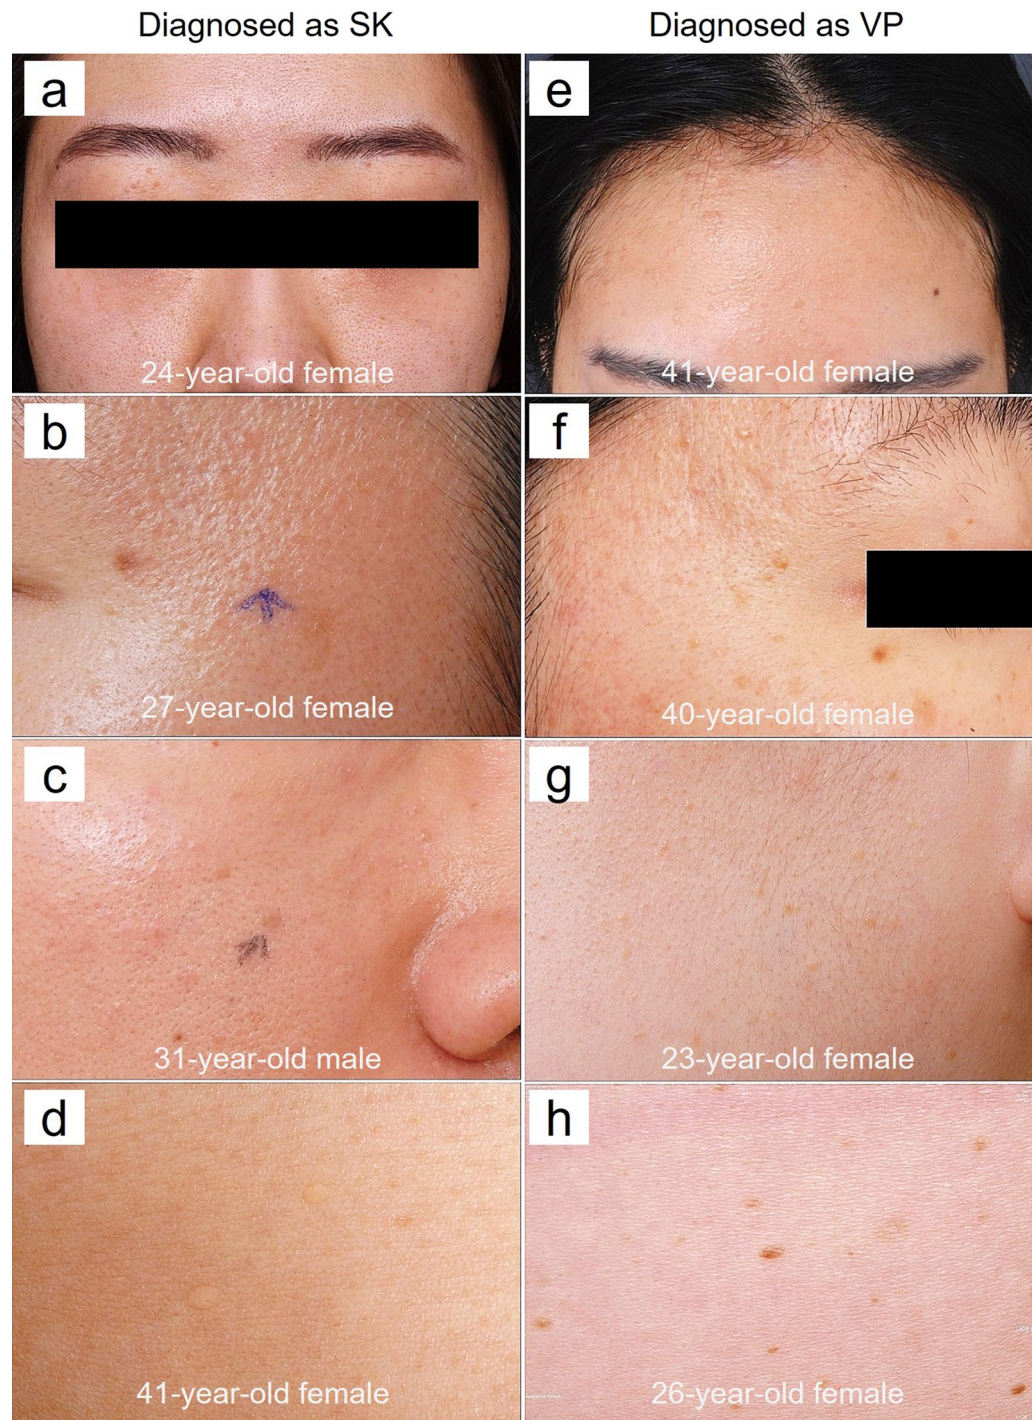 Diagnosed as SK
Diagnosed as VP
a
24-year-old female
e
41-year-old female
b
27-year-old female
f
40-year-old female
c
31-year-old male
g
23-year-old female
d
41-year-old female
h
26-year-old female